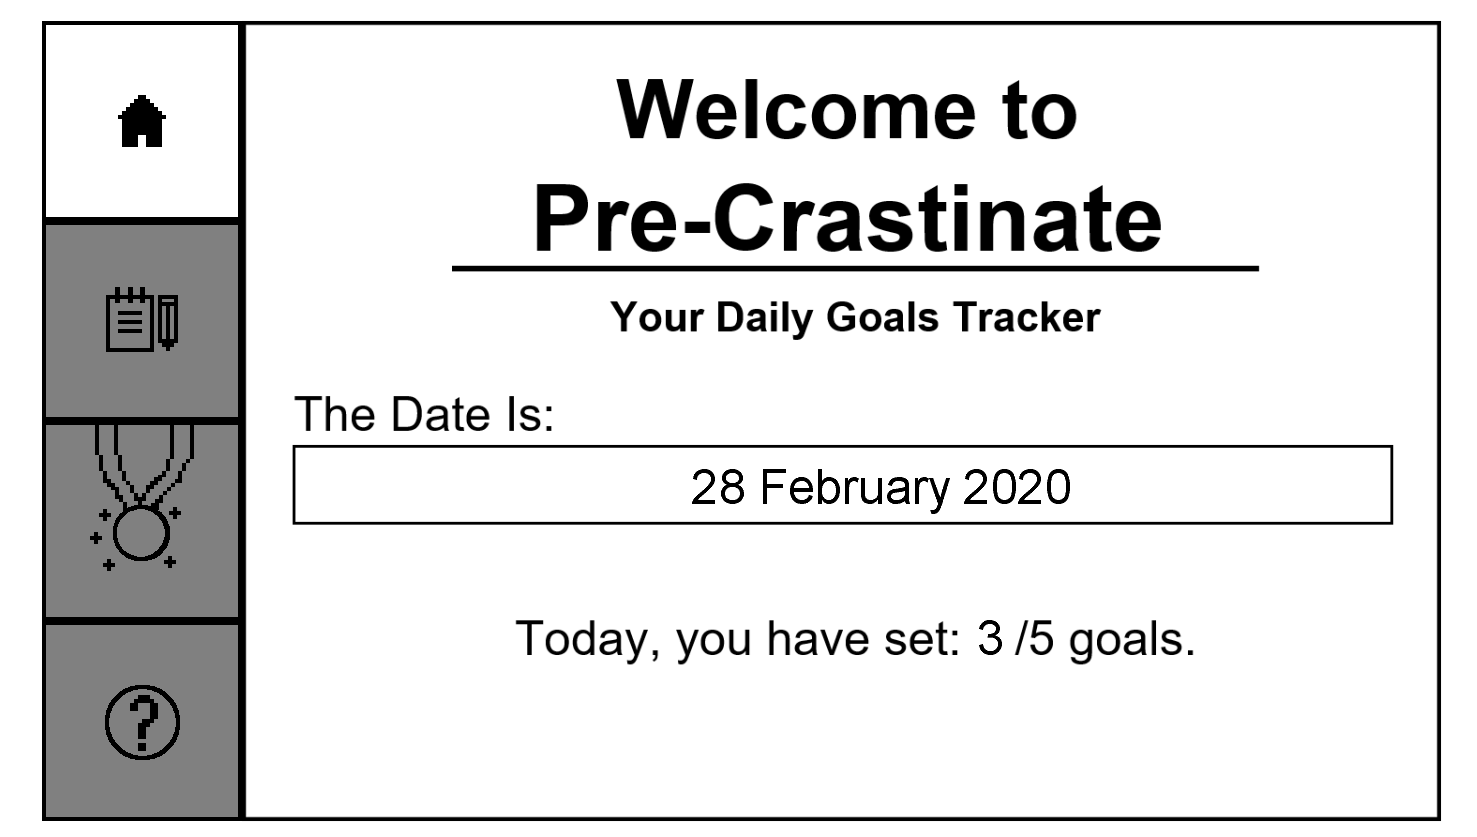 Welcome to
Pre-Crastinate
Your Daily Goals Tracker
The Date Is:
28 February 2020
Today, you have set: 3 /5 goals.
?